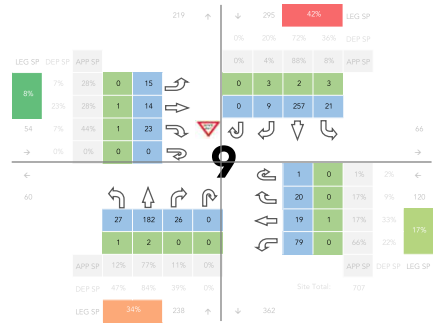 219 295 42% LEG SP
0% 20% 72% 36% DEP SP
LEG SP DEP SP APP SP 0% 4% 88% 8% APP SP
8% 7% 28% 0 15 0 3 2 3
23% 28% 1 14 0 9 257 21
54 7% 44% 1 23 66
0% 0% 0 0
9
60 1 0 1% 2%
20 0 17% 9% 120
27 182 26 0 19 1 17% 33% 17%
1 2 0 0 79 0 66% 22%
APP SP 12% 77% 11% 0% APP SP DEP SP LEG SP
DEP SP 47% 84% 39% 0% Site Total: 707
LEG SP 34% 238 362